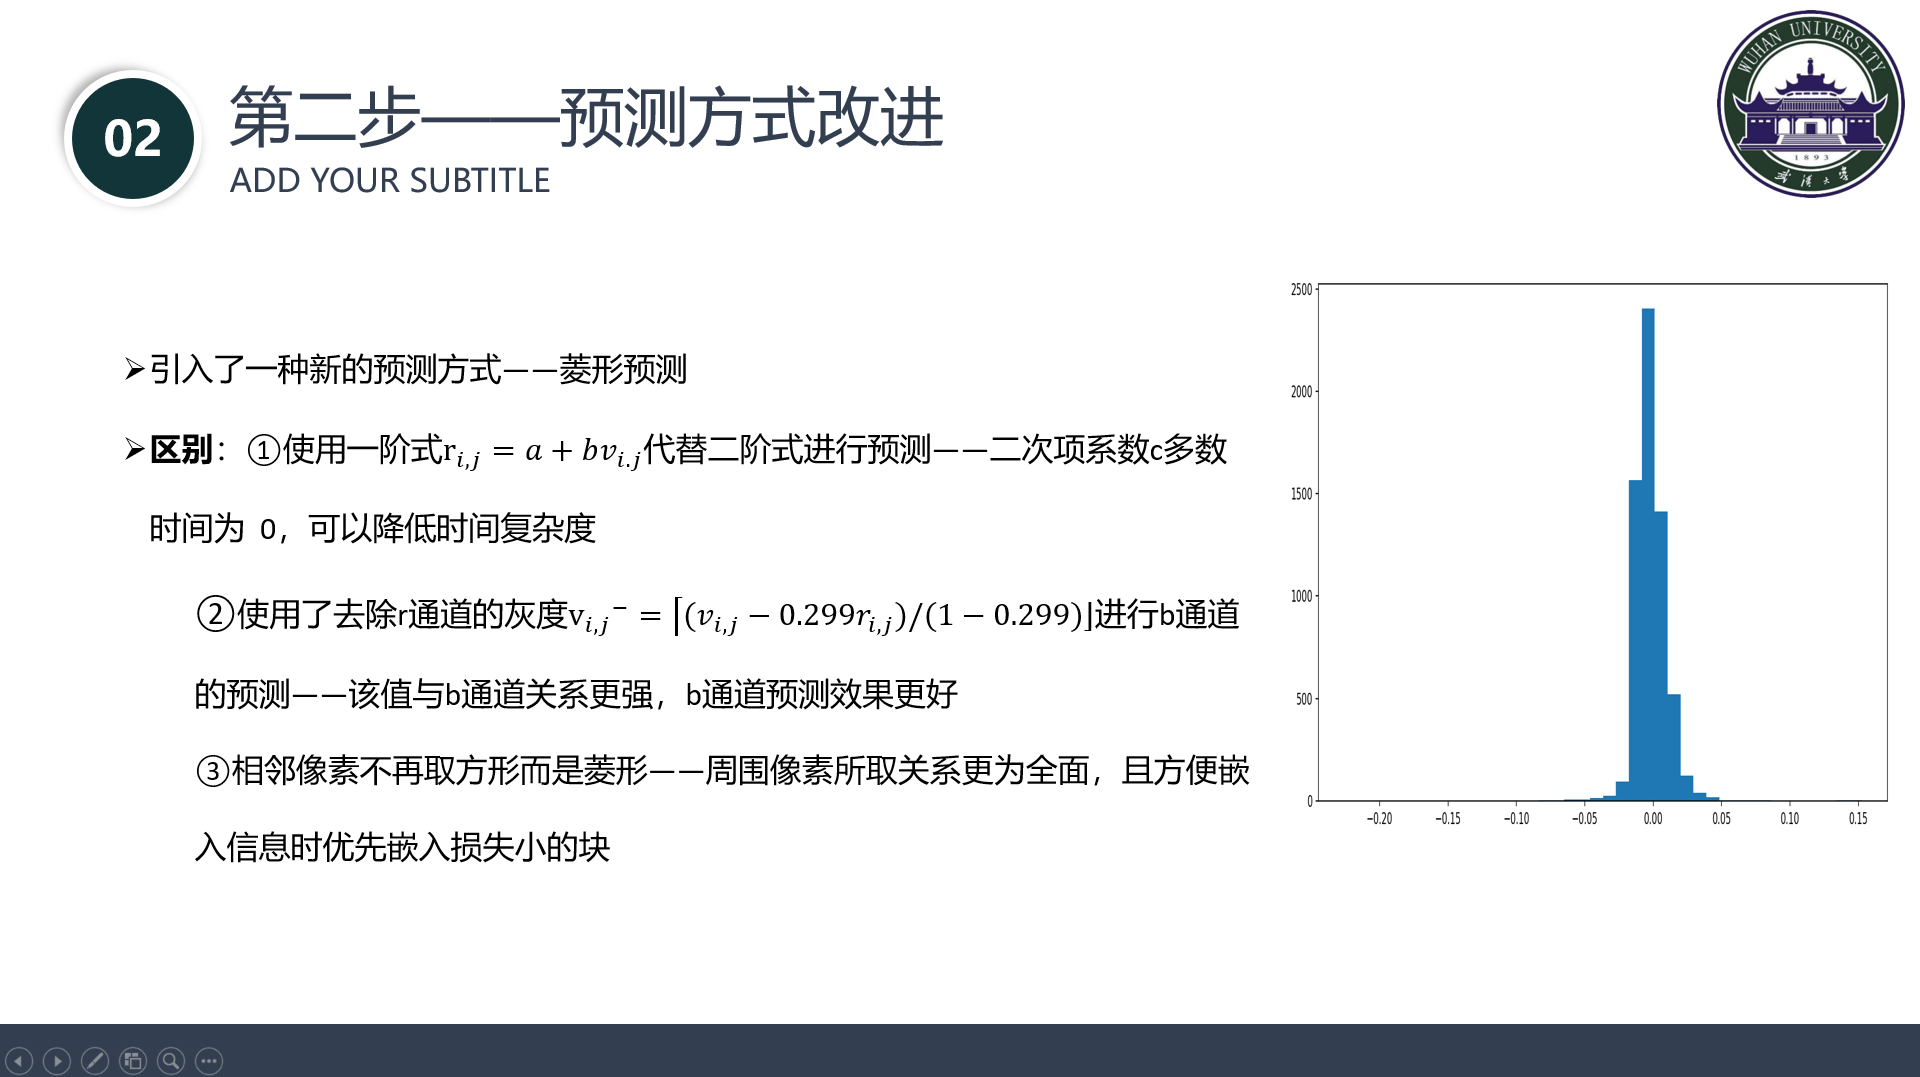 02
第二步——预测方式改进
ADD YOUR SUBTITLE
WUHAN UNIVERSITY
1893
武漢大学
➢引入了一种新的预测方式——菱形预测
➢区别：①使用一阶式r_{i,j} = a + bv_{i.j}代替二阶式进行预测——二次项系数c多数
时间为 0，可以降低时间复杂度
②使用了去除r通道的灰度v_{i,j}^− = ⌈(v_{i,j} − 0.299r_{i,j})/(1 − 0.299)⌋进行b通道
的预测——该值与b通道关系更强，b通道预测效果更好
③相邻像素不再取方形而是菱形——周围像素所取关系更为全面，且方便嵌
入信息时优先嵌入损失小的块
2500
2000
1500
1000
500
0
−0.20 −0.15 −0.10 −0.05 0.00 0.05 0.10 0.15